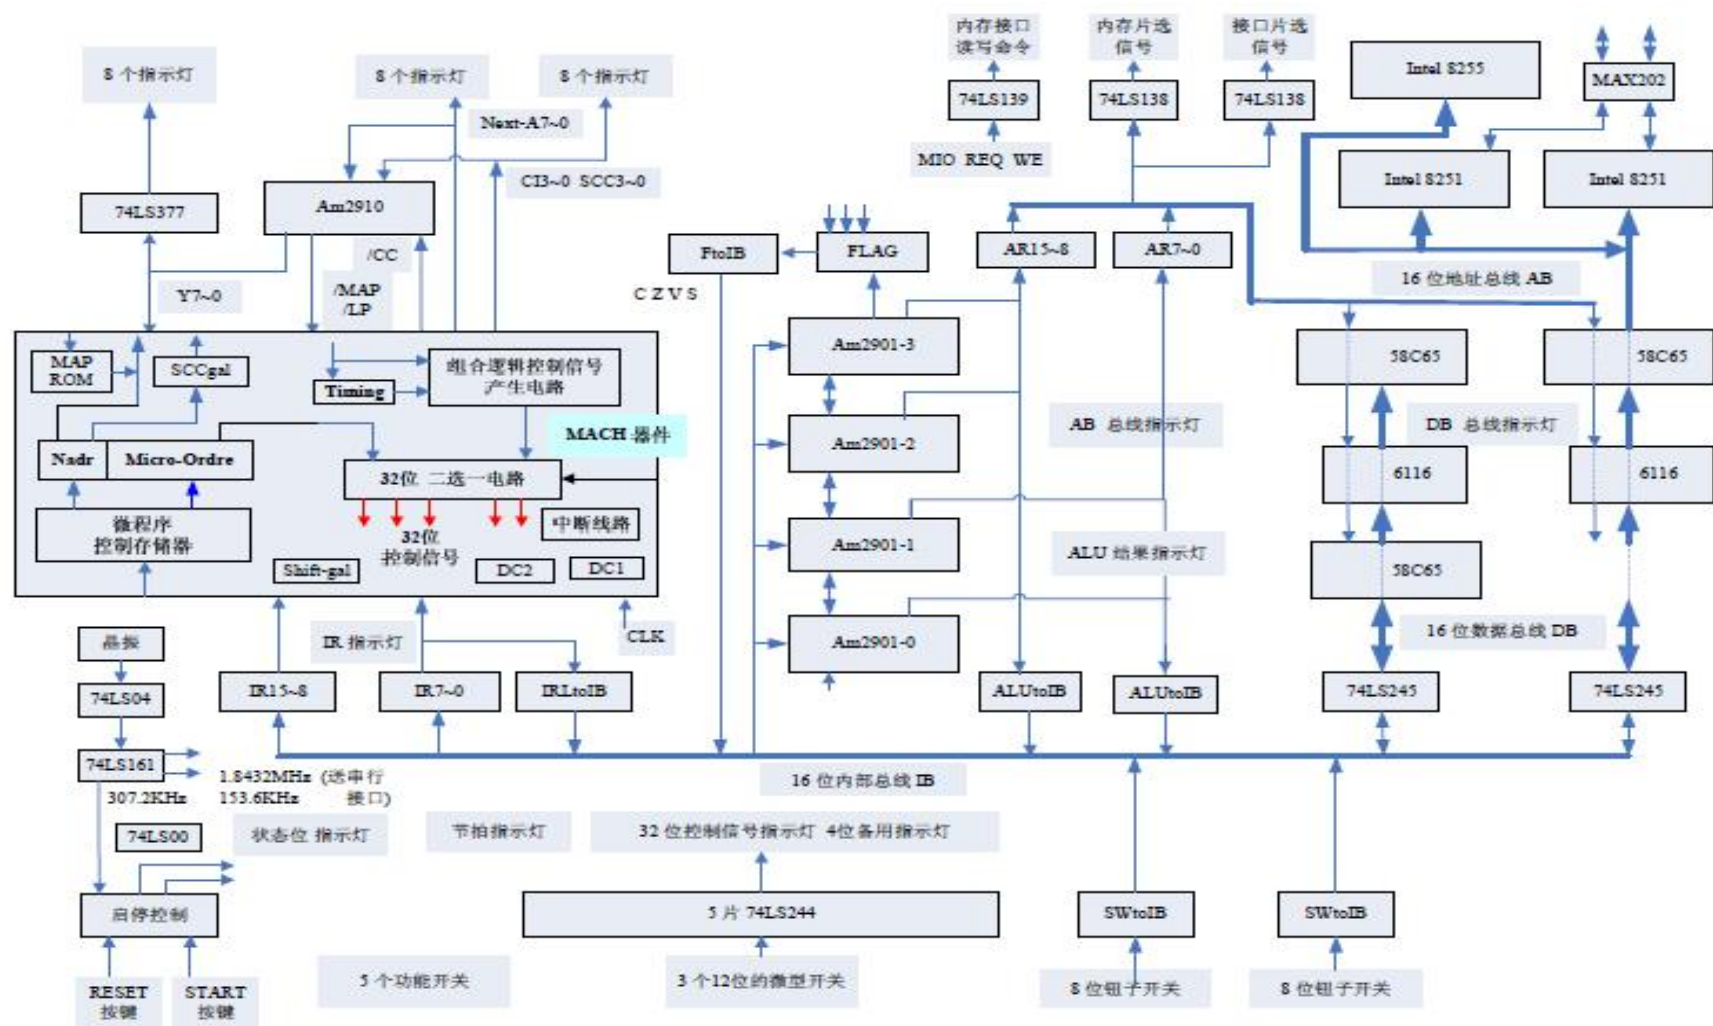 内存接口
读写命令
内存片选
信号
接口片选
信号
8 个指示灯
8 个指示灯
8 个指示灯
Intel 8255
MAX202
74LS139
74LS138
74LS138
Next-A7~0
MIO REQ WE
CI3~0 SCC3~0
Intel 8251
Intel 8251
74LS377
Am2910
/CC
FtoIB
FLAG
AR15~8
AR7~0
16 位地址总线 AB
Y7~0
/MAP
/LP
C Z V S
MAP
ROM
SCCgal
Timing
组合逻辑控制信号
产生电路
Am2901-3
58C65
58C65
MACH 器件
Am2901-2
AB 总线指示灯
DB 总线指示灯
Nadr
Micro-Ordre
32位 二选一电路
6116
6116
微程序
控制存储器
32位
控制信号
中断线路
Am2901-1
ALU 结果指示灯
Shift-gal
DC2
DC1
58C65
晶振
IR 指示灯
CLK
Am2901-0
16 位数据总线 DB
74LS04
IR15~8
IR7~0
IRLtoIB
ALUtoIB
ALUtoIB
74LS245
74LS245
74LS161
1.8432MHz (送串行
307.2KHz 153.6KHz 接口)
16 位内部总线 IB
74LS00
状态位 指示灯
节拍指示灯
32 位控制信号指示灯 4位备用指示灯
启停控制
5 片 74LS244
SWtoIB
SWtoIB
RESET
按键
START
按键
5 个功能开关
3 个12位的微型开关
8 位钮子开关
8 位钮子开关